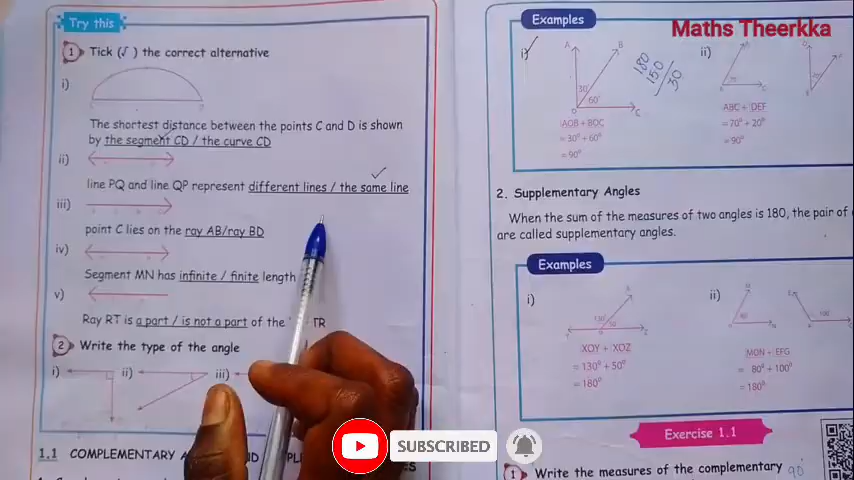 Try this
1 Tick (√ ) the correct alternative
i)
The shortest distance between the points C and D is shown
by the segment CD / the curve CD
ii)
line PQ and line QP represent different lines / the same line
iii)
point C lies on the ray AB/ray BD
iv)
Segment MN has infinite / finite length
v)
Ray RT is a part / is not a part of the
TR
2 Write the type of the angle
i) ii) iii)
1.1 COMPLEMENTARY
Maths Theerkka
Examples
i) ii)
A B C
30
60°
180
150
30
AOB + BOC
= 30° + 60°
= 90°
ABC + DEF
= 70° + 20°
= 90°
2. Supplementary Angles
When the sum of the measures of two angles is 180, the pair of
are called supplementary angles.
Examples
i) ii)
130° 50°
XOY + XOZ
= 130° + 50°
= 180°
MON + EFG
= 80° + 100°
= 180°
Exercise 1.1
1 Write the measures of the complementary 90°
SUBSCRIBED